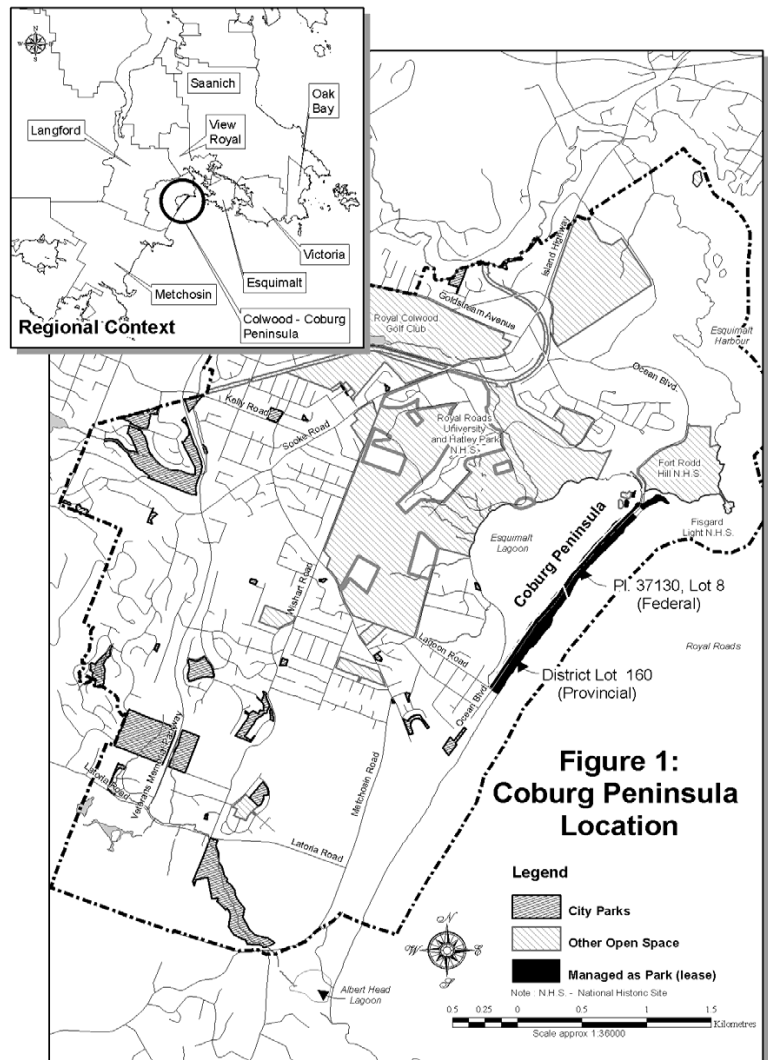 N
W
E
S
Saanich
Oak
Bay
Langford
View
Royal
Victoria
Esquimalt
Metchosin
Colwood - Coburg
Peninsula
Regional Context
Island Highway
Goldstream Avenue
Royal Colwood
Golf Club
Esquimalt
Harbour
Ocean Blvd.
Kelly Road
Sooke Road
Royal Roads
University
and Hatley Park
N.H.S.
Fort Rodd
Hill N.H.S.
Fisgard
Light N.H.S.
Esquimalt
Lagoon
Coburg Peninsula
Pl. 37130, Lot 8
(Federal)
Wishart Road
Lagoon Road
Royal Roads
District Lot 160
(Provincial)
Ocean Blvd.
Veterans Memorial Parkway
Latoria Road
Metchosin Road
Latoria Road
Albert Head
Lagoon
Figure 1:
Coburg Peninsula
Location
Legend
City Parks
Other Open Space
Managed as Park (lease)
Note : N.H.S. - National Historic Site
N
W
E
S
0.5 0.25 0 0.5 1 1.5
Kilometres
Scale approx 1:36000